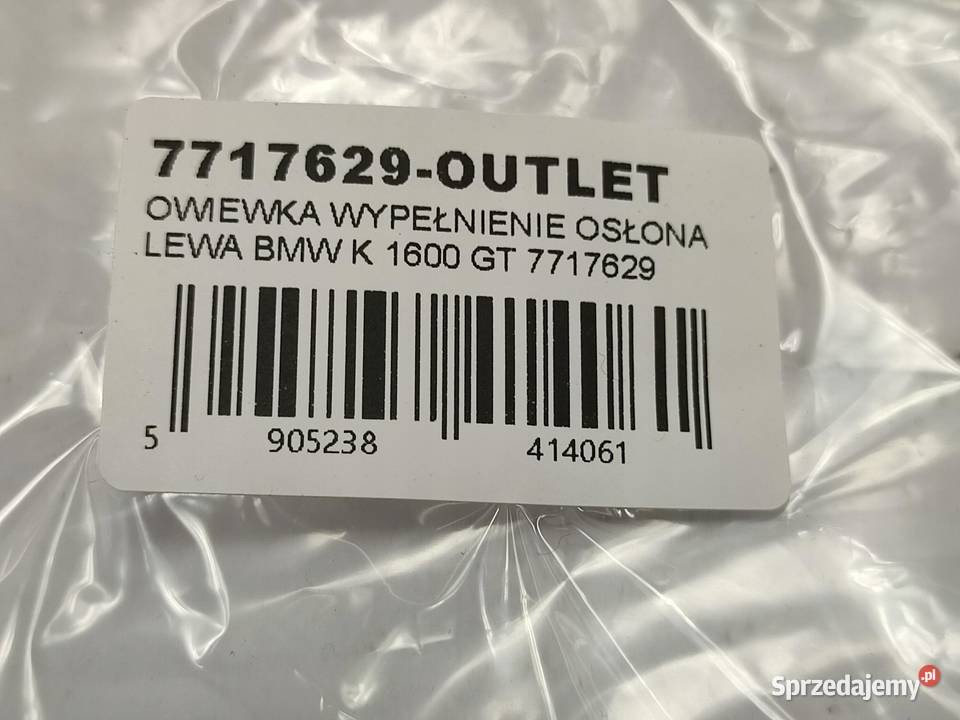 7717629-OUTLET
OWIEWKA WYPEŁNIENIE OSŁONA
LEWA BMW K 1600 GT 7717629
5 905238 414061
Sprzedajemy.pl